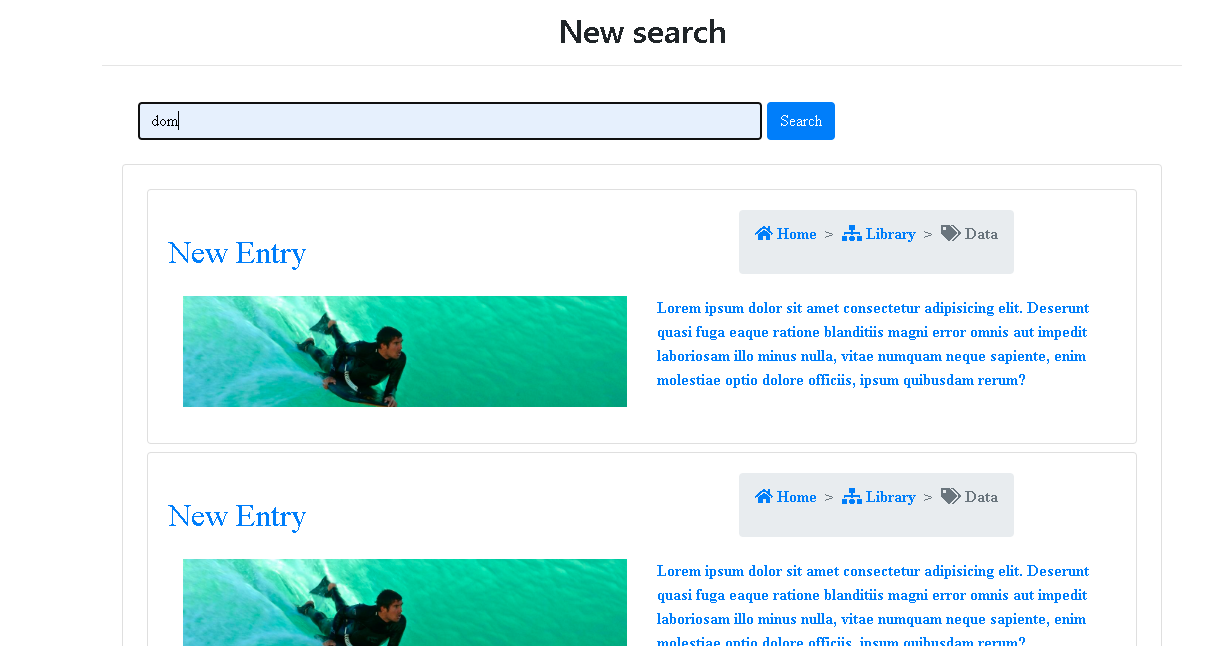 New search
dom
Search
New Entry
Home > Library > Data
Lorem ipsum dolor sit amet consectetur adipisicing elit. Deserunt
quasi fuga eaque ratione blanditiis magni error omnis aut impedit
laboriosam illo minus nulla, vitae numquam neque sapiente, enim
molestiae optio dolore officiis, ipsum quibusdam rerum?
New Entry
Home > Library > Data
Lorem ipsum dolor sit amet consectetur adipisicing elit. Deserunt
quasi fuga eaque ratione blanditiis magni error omnis aut impedit
laboriosam illo minus nulla, vitae numquam neque sapiente, enim
molestiae optio dolore officiis, ipsum quibusdam rerum?